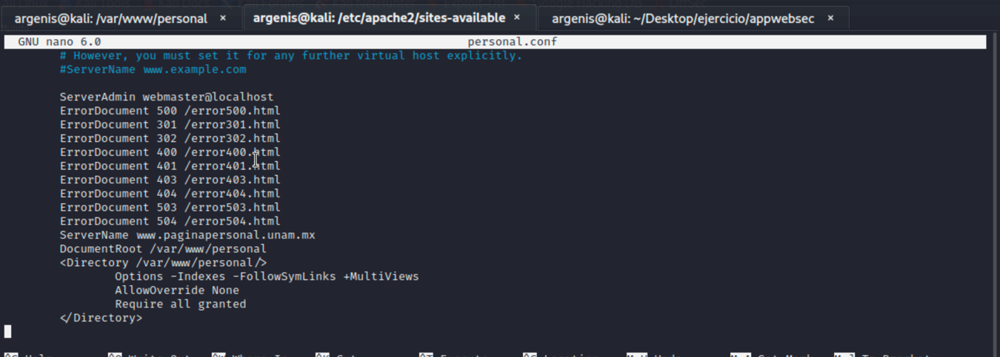 argenis@kali: /var/www/personal × argenis@kali: /etc/apache2/sites-available × argenis@kali: ~/Desktop/ejercicio/appwebsec ×
GNU nano 6.0 personal.conf
# However, you must set it for any further virtual host explicitly.
#ServerName www.example.com
ServerAdmin webmaster@localhost
ErrorDocument 500 /error500.html
ErrorDocument 301 /error301.html
ErrorDocument 302 /error302.html
ErrorDocument 400 /error400.html
ErrorDocument 401 /error401.html
ErrorDocument 403 /error403.html
ErrorDocument 404 /error404.html
ErrorDocument 503 /error503.html
ErrorDocument 504 /error504.html
ServerName www.paginapersonal.unam.mx
DocumentRoot /var/www/personal
<Directory /var/www/personal/>
Options -Indexes -FollowSymLinks +MultiViews
AllowOverride None
Require all granted
</Directory>